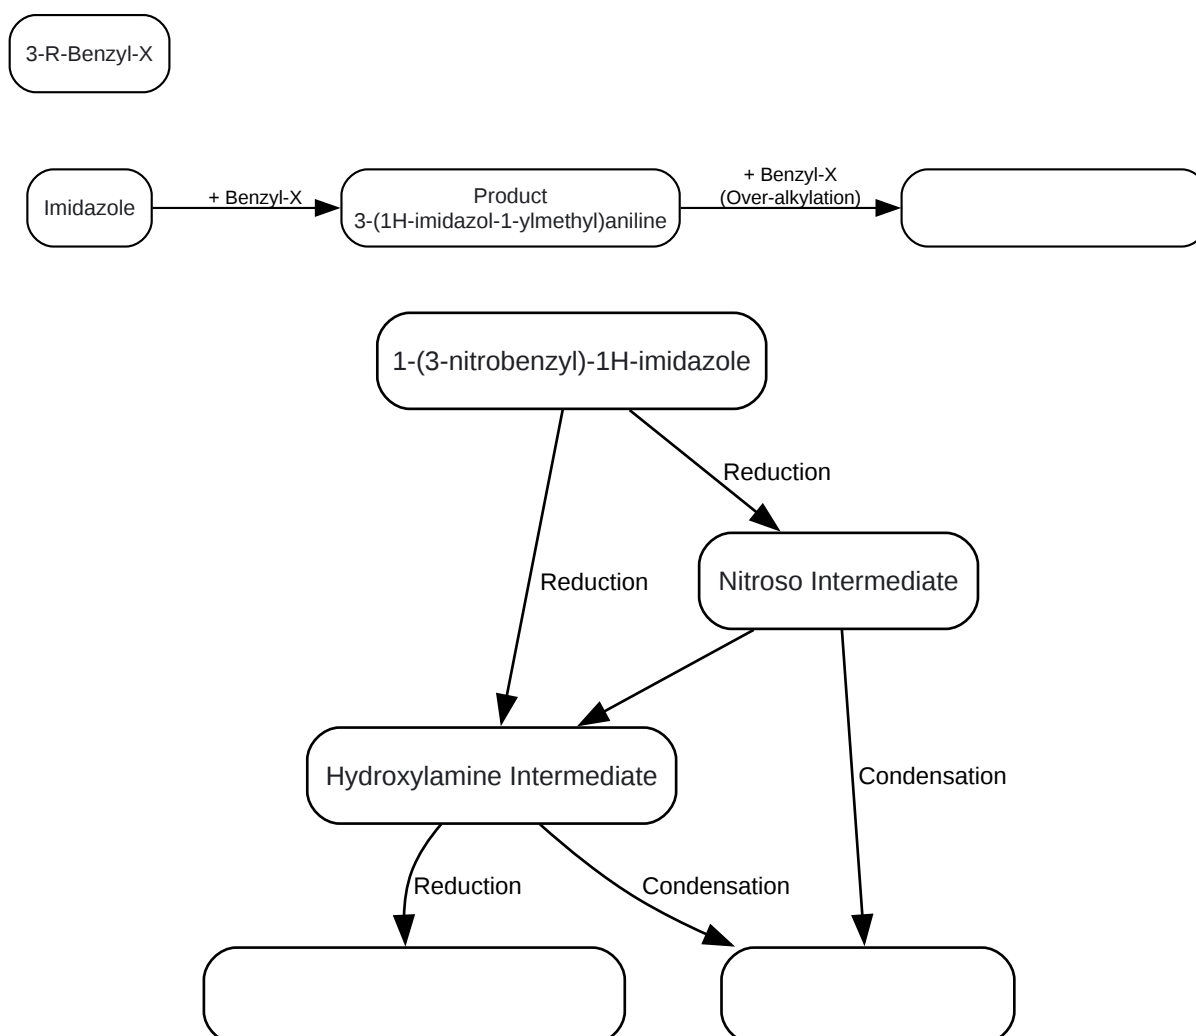 3-R-Benzyl-X
Imidazole
+ Benzyl-X
Product
3-(1H-imidazol-1-ylmethyl)aniline
+ Benzyl-X
(Over-alkylation)
1-(3-nitrobenzyl)-1H-imidazole
Reduction
Nitroso Intermediate
Reduction
Hydroxylamine Intermediate
Condensation
Reduction
Condensation